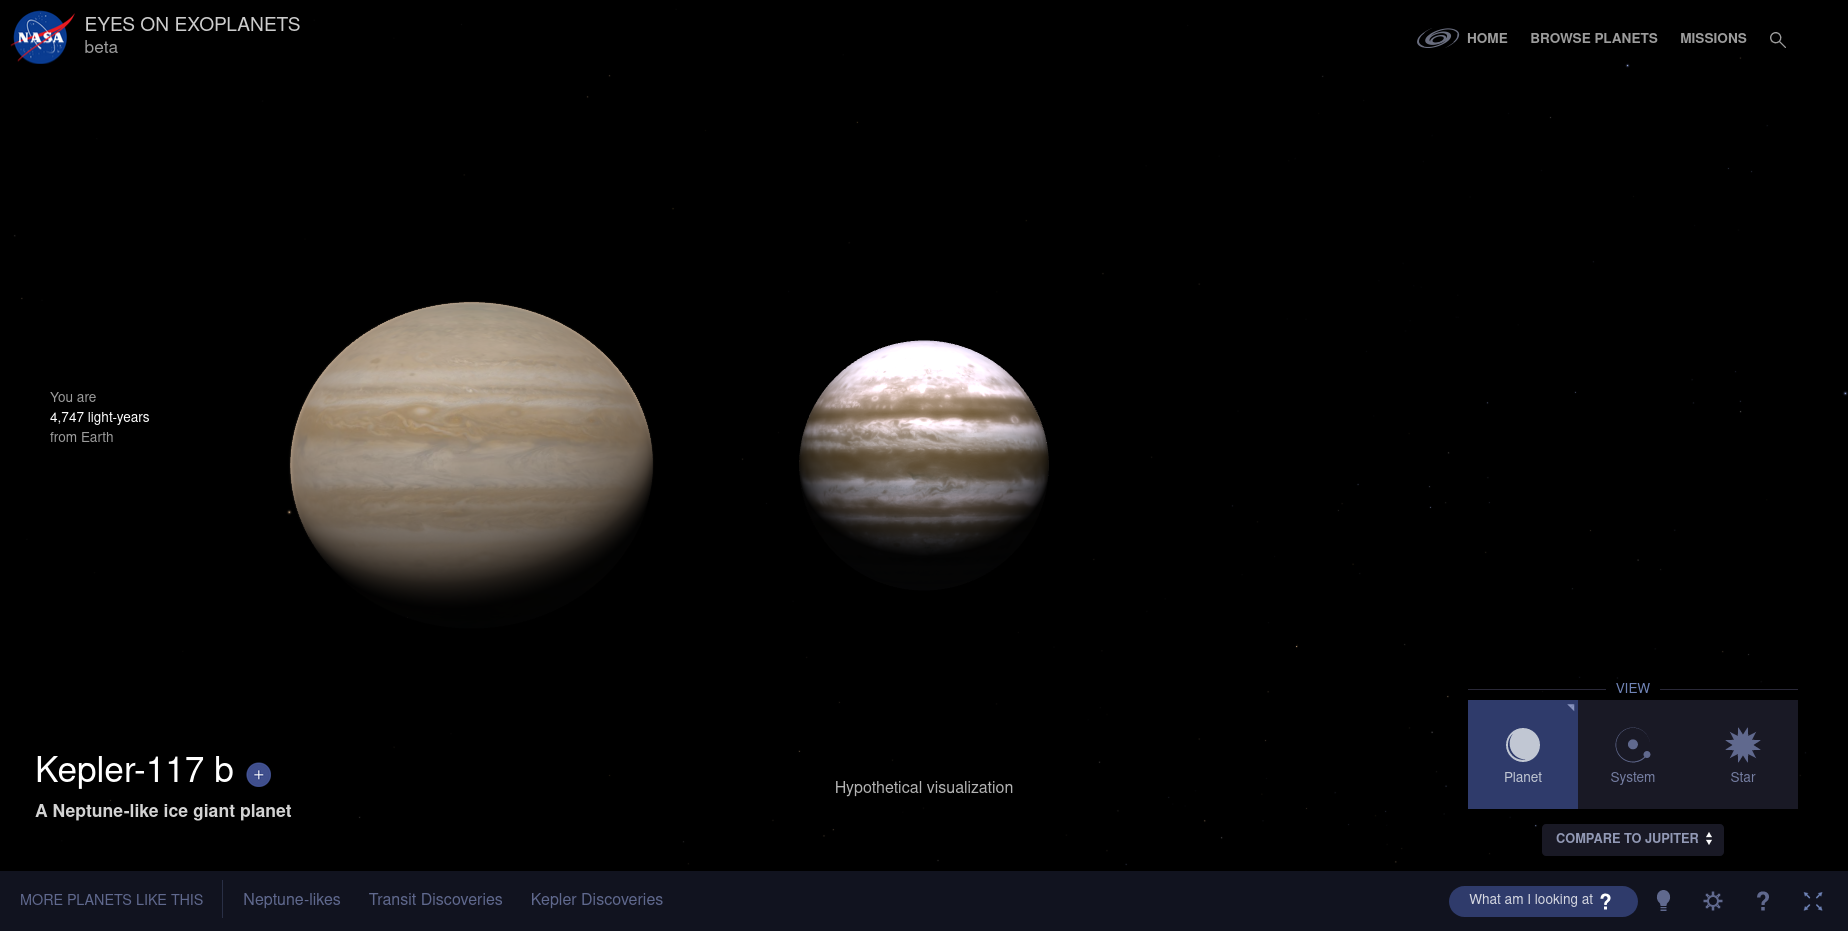 NASA
EYES ON EXOPLANETS
beta
HOME
BROWSE PLANETS
MISSIONS
You are
4,747 light-years
from Earth
Kepler-117 b +
A Neptune-like ice giant planet
Hypothetical visualization
VIEW
Planet
System
Star
COMPARE TO JUPITER
MORE PLANETS LIKE THIS
Neptune-likes
Transit Discoveries
Kepler Discoveries
What am I looking at ?
?